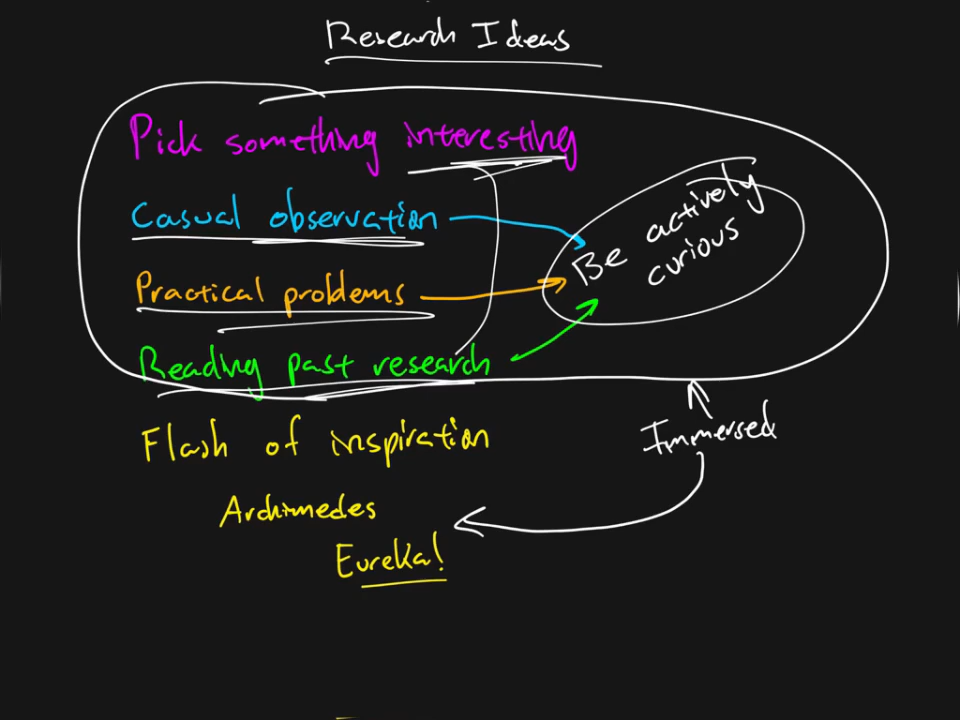 Research Ideas
Pick something interesting
Casual observation
Be actively
curious
Practical problems
Reading past research
Flash of inspiration
Immersed
Archimedes
Eureka!